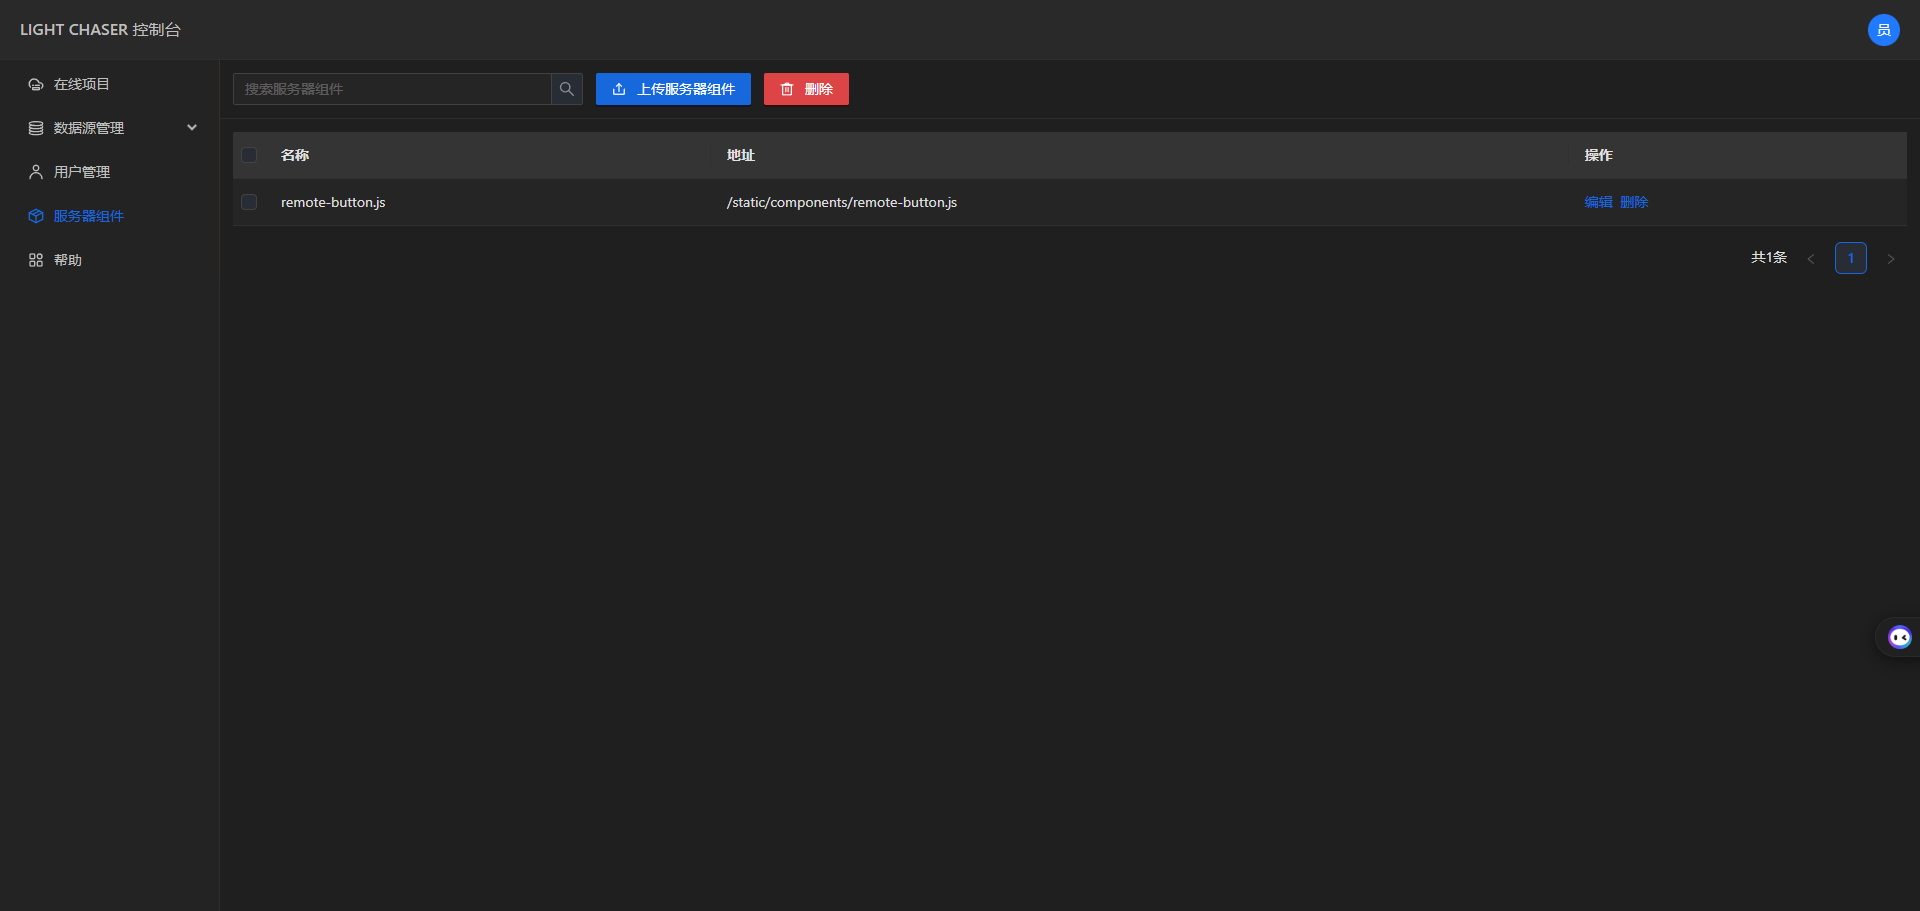 LIGHT CHASER 控制台
员
在线项目
数据源管理
用户管理
服务器组件
帮助
搜索服务器组件
上传服务器组件
删除
名称
地址
操作
remote-button.js
/static/components/remote-button.js
编辑 删除
共1条
1